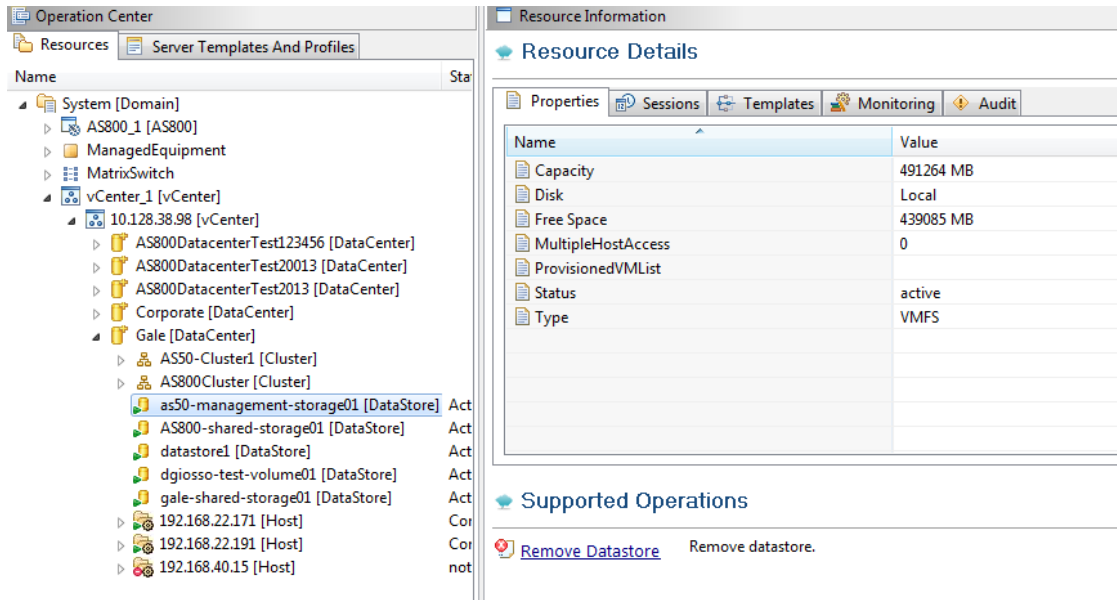 Operation Center
Resources
Server Templates And Profiles
Name
Sta
System [Domain]
AS800_1 [AS800]
ManagedEquipment
MatrixSwitch
vCenter_1 [vCenter]
10.128.38.98 [vCenter]
AS800DatacenterTest123456 [DataCenter]
AS800DatacenterTest20013 [DataCenter]
AS800DatacenterTest2013 [DataCenter]
Corporate [DataCenter]
Gale [DataCenter]
AS50-Cluster1 [Cluster]
AS800Cluster [Cluster]
as50-management-storage01 [DataStore] Act
AS800-shared-storage01 [DataStore] Act
datastore1 [DataStore] Act
dgiosso-test-volume01 [DataStore] Act
gale-shared-storage01 [DataStore] Act
192.168.22.171 [Host] Cor
192.168.22.191 [Host] Cor
192.168.40.15 [Host] not
Resource Information
Resource Details
Properties Sessions Templates Monitoring Audit
Name Value
Capacity 491264 MB
Disk Local
Free Space 439085 MB
MultipleHostAccess 0
ProvisionedVMList
Status active
Type VMFS
Supported Operations
Remove Datastore Remove datastore.